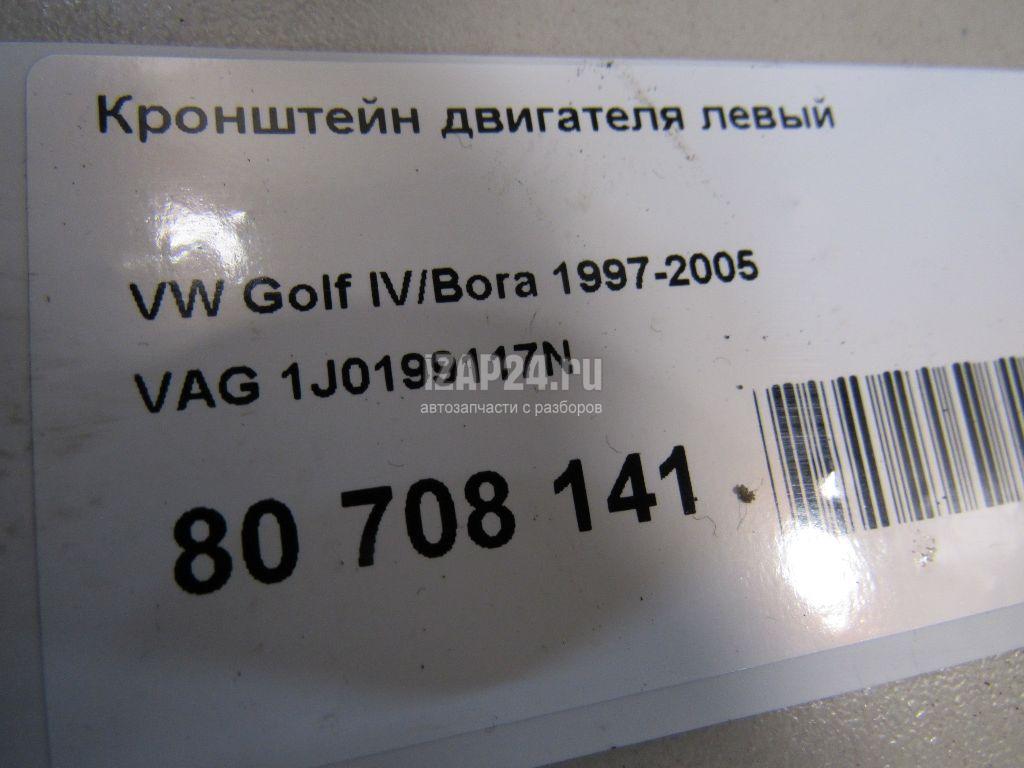 Кронштейн двигателя левый
VW Golf IV/Bora 1997-2005
VAG 1J0199117N
iZAP24.ru
автозапчасти с разборов
80 708 141